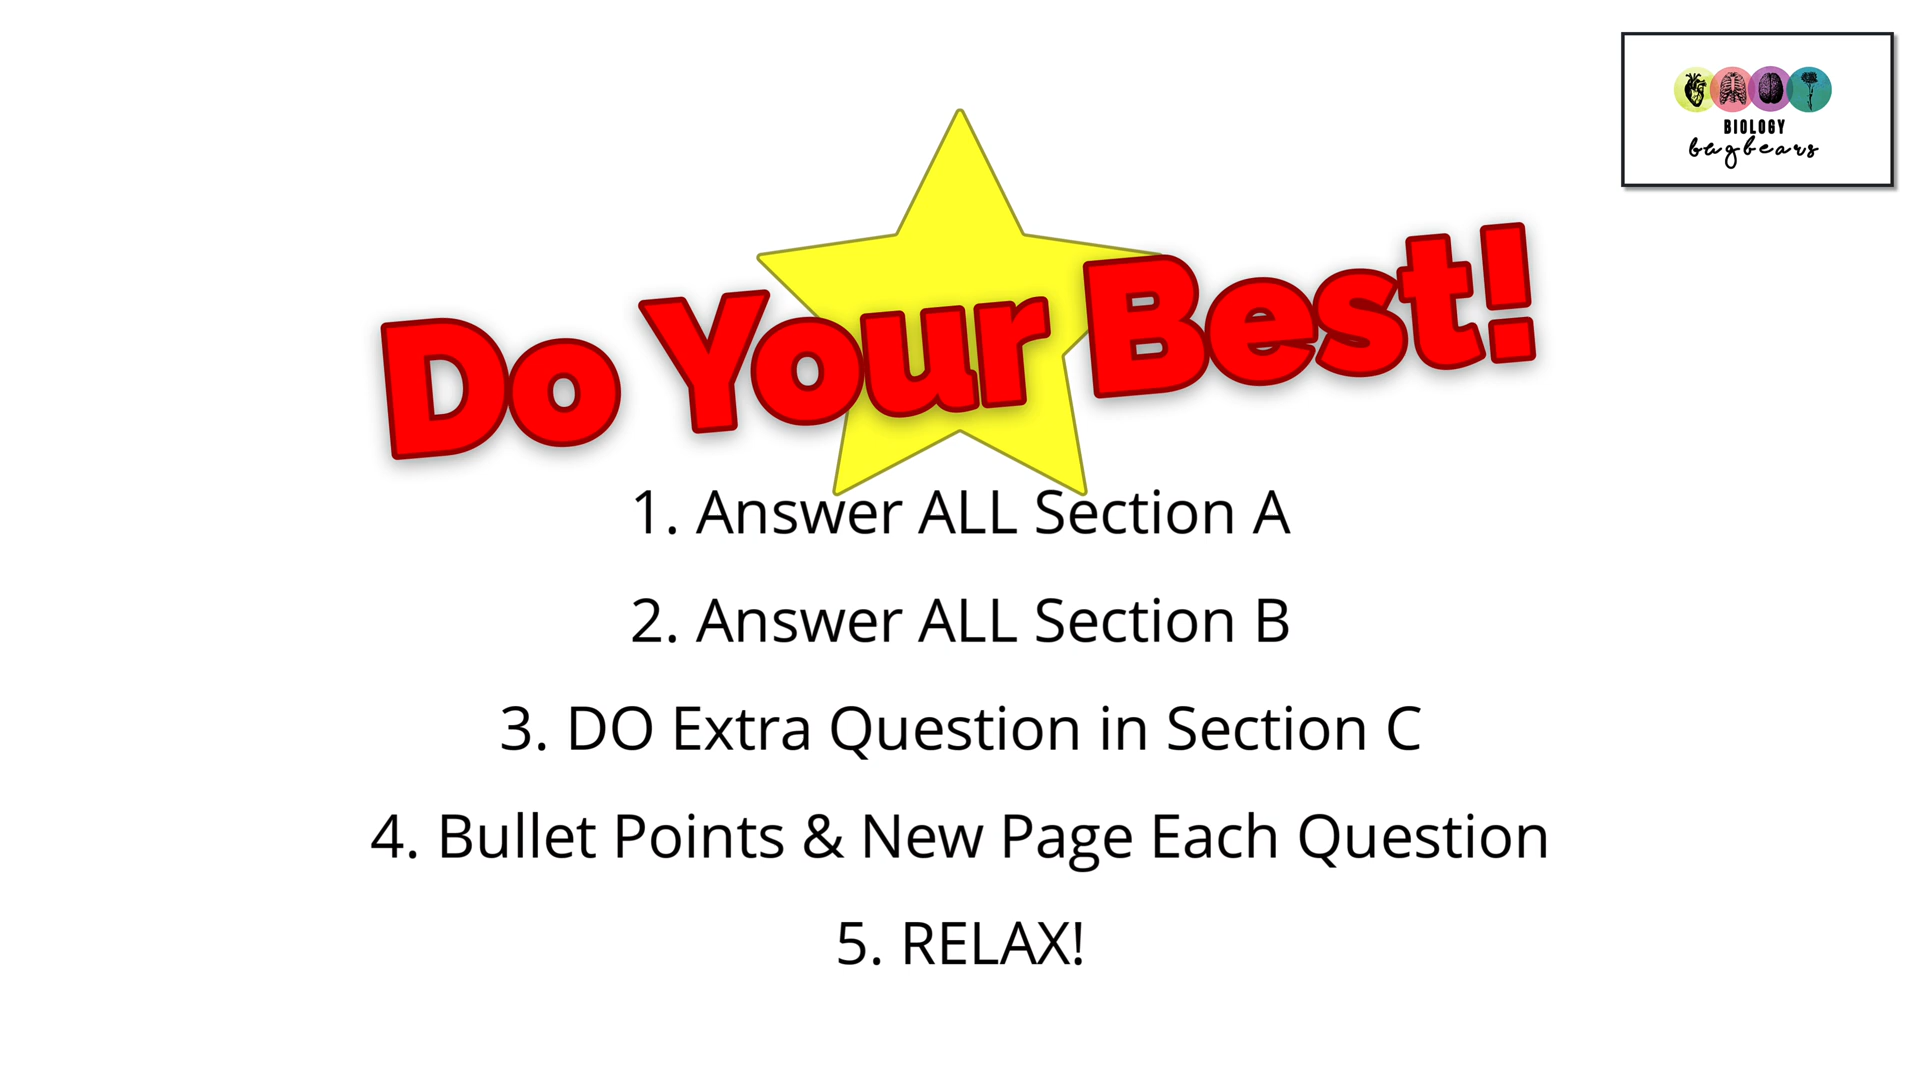 BIOLOGY
bugbears
Do Your Best!
1. Answer ALL Section A
2. Answer ALL Section B
3. DO Extra Question in Section C
4. Bullet Points & New Page Each Question
5. RELAX!